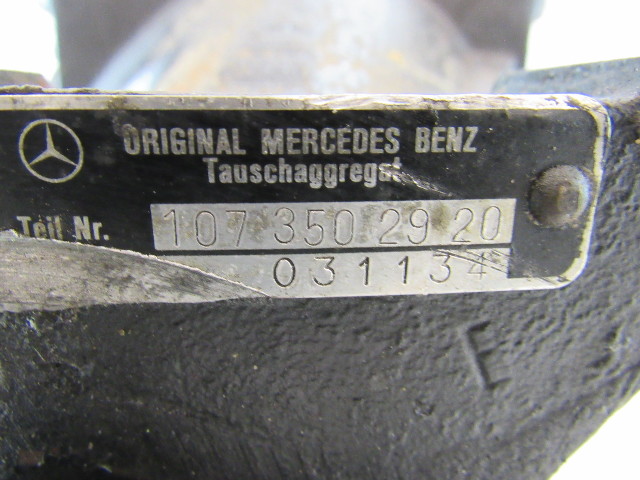 ORIGINAL MERCEDES BENZ
Tauschaggregat
Teil Nr. 107 350 29 20
031134
E